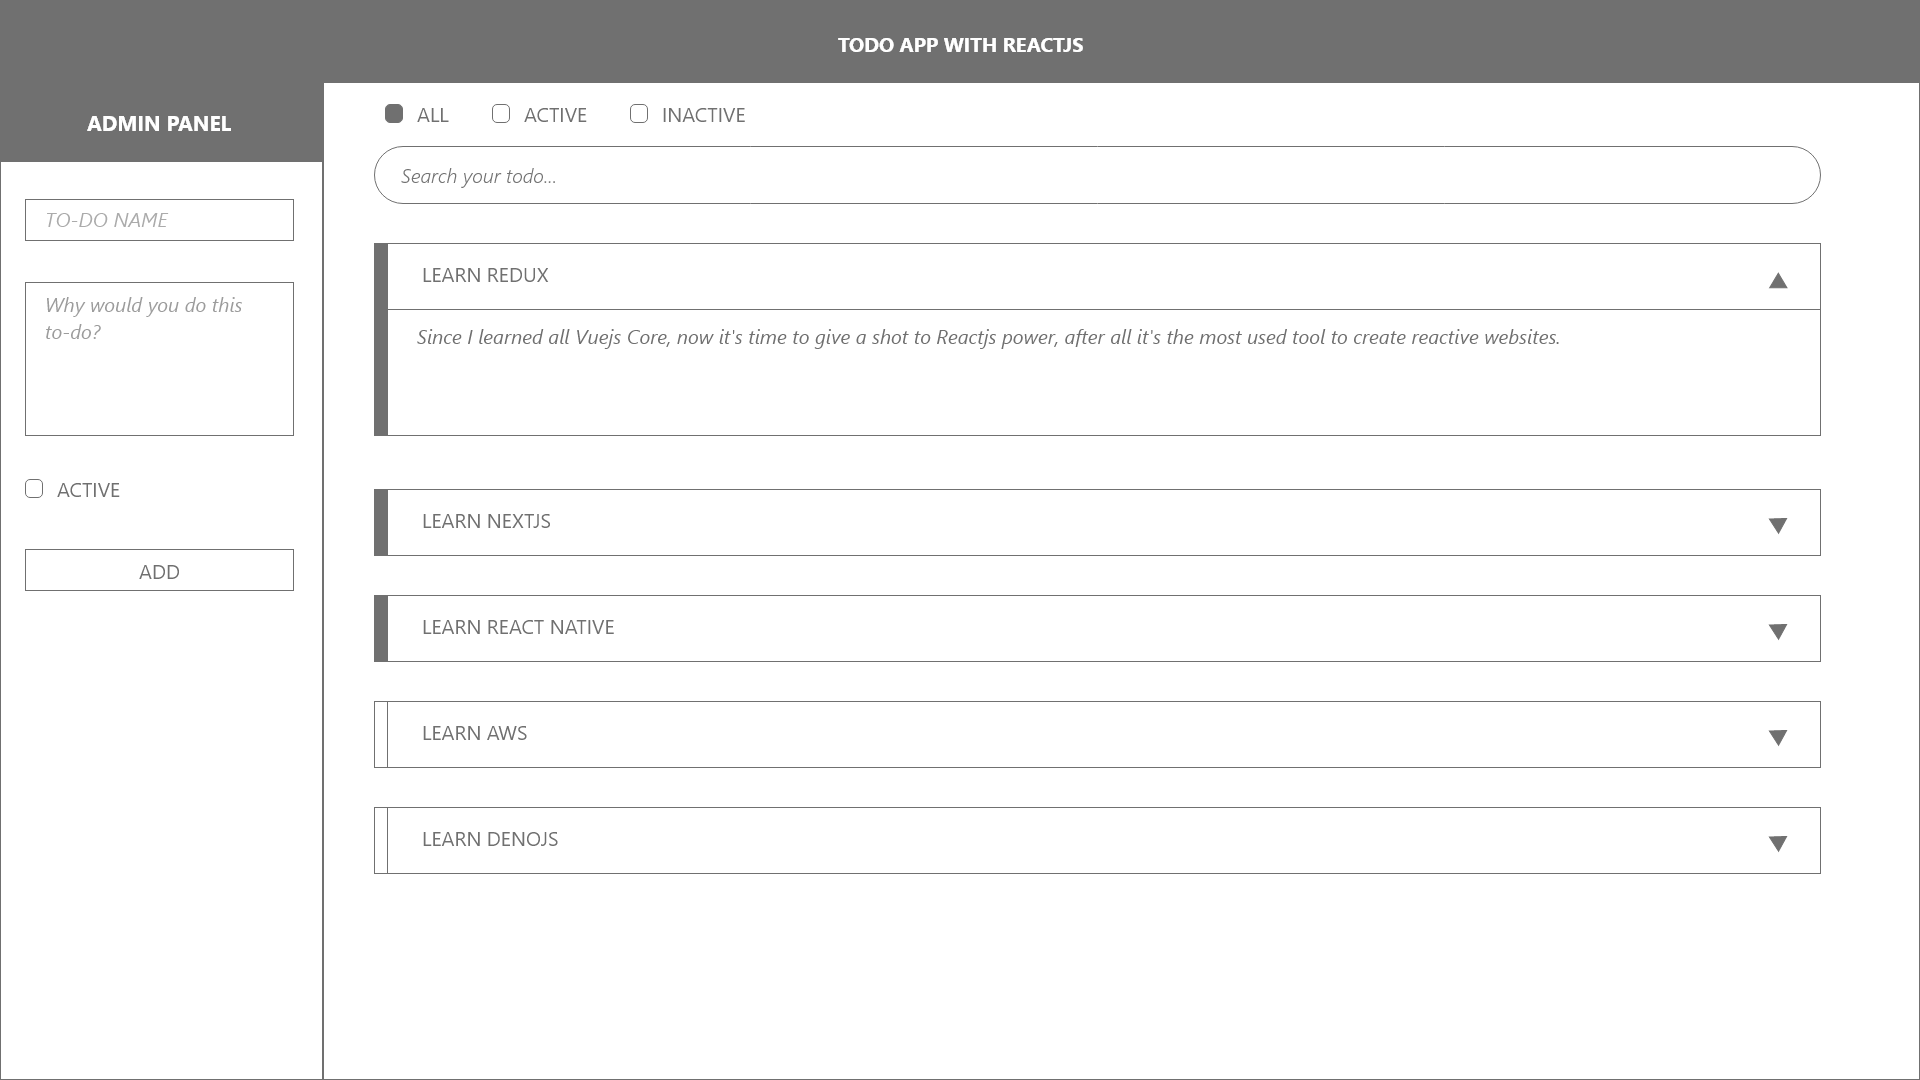 TODO APP WITH REACTJS
ADMIN PANEL
TO-DO NAME
Why would you do this
to-do?
ACTIVE
ADD
ALL
ACTIVE
INACTIVE
Search your todo...
LEARN REDUX
Since I learned all Vuejs Core, now it's time to give a shot to Reactjs power, after all it's the most used tool to create reactive websites.
LEARN NEXTJS
LEARN REACT NATIVE
LEARN AWS
LEARN DENOJS